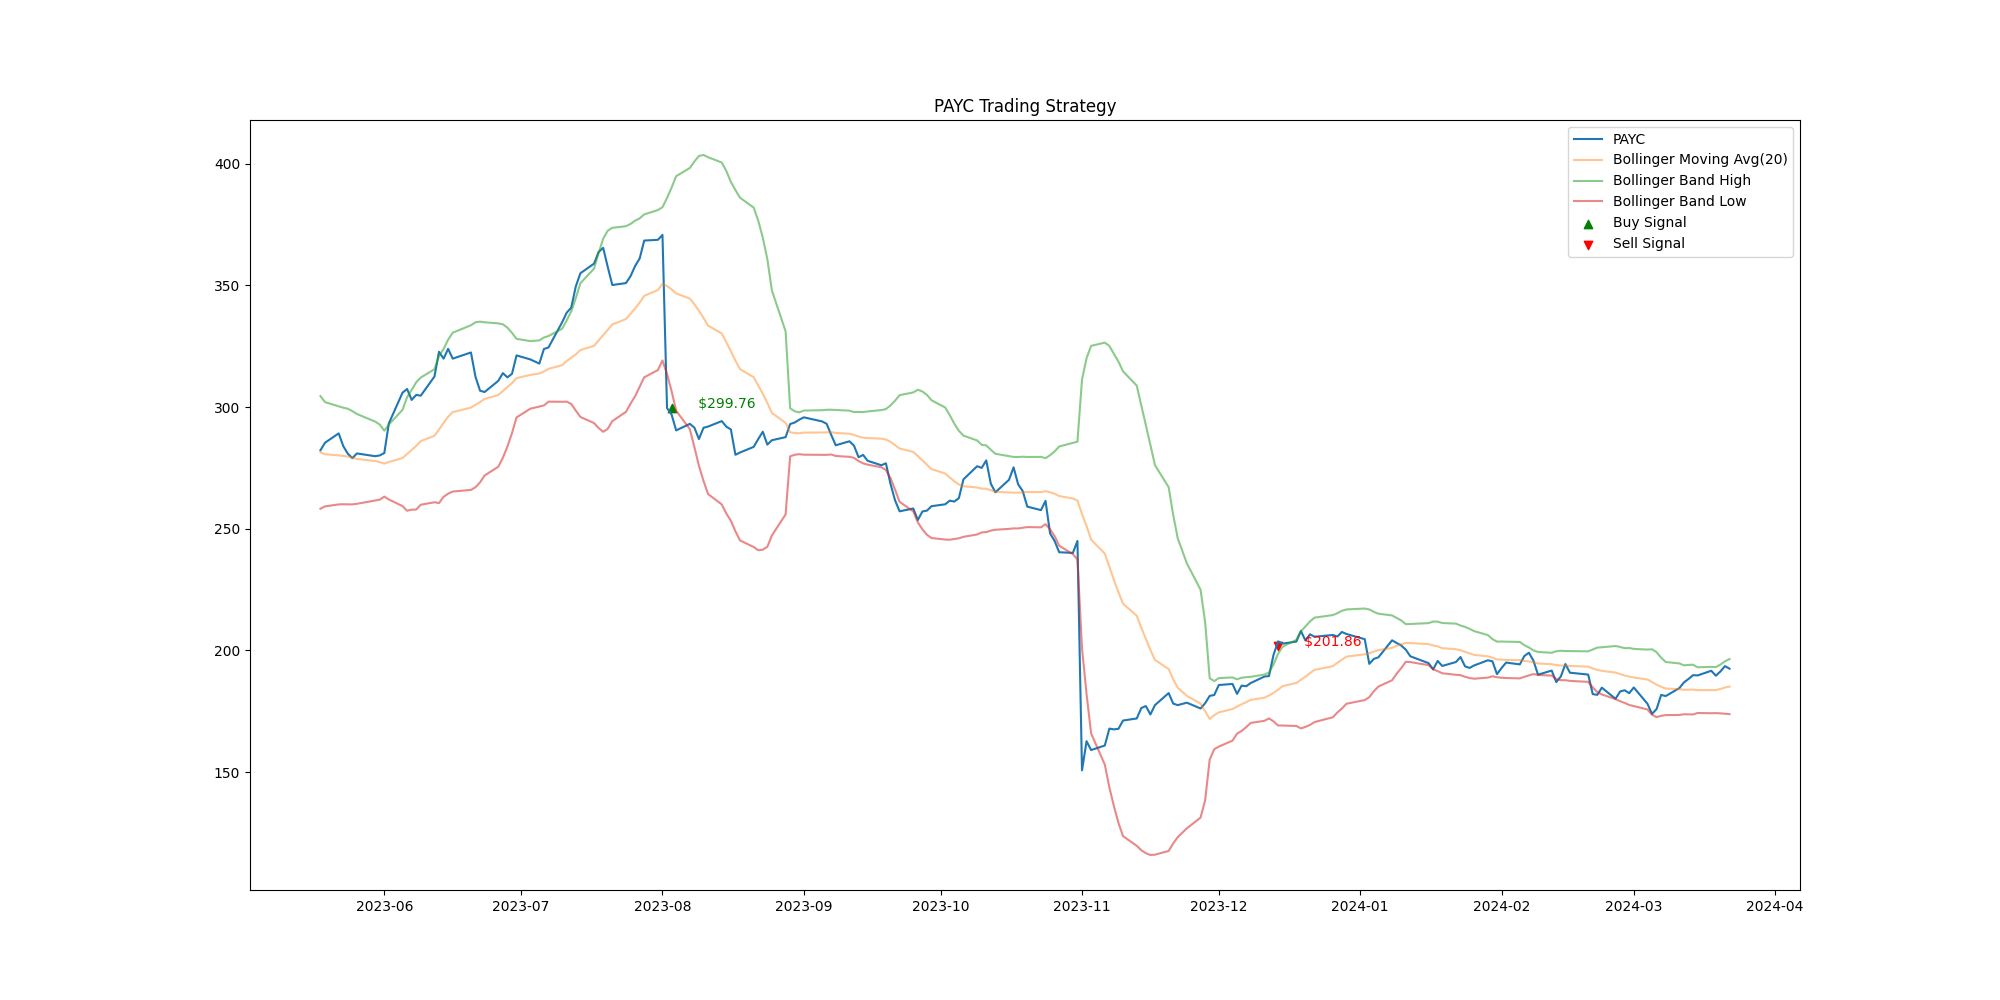 PAYC Trading Strategy
PAYC
Bollinger Moving Avg(20)
Bollinger Band High
Bollinger Band Low
Buy Signal
Sell Signal
400
350
300
250
200
150
$299.76
$201.86
2023-06
2023-07
2023-08
2023-09
2023-10
2023-11
2023-12
2024-01
2024-02
2024-03
2024-04